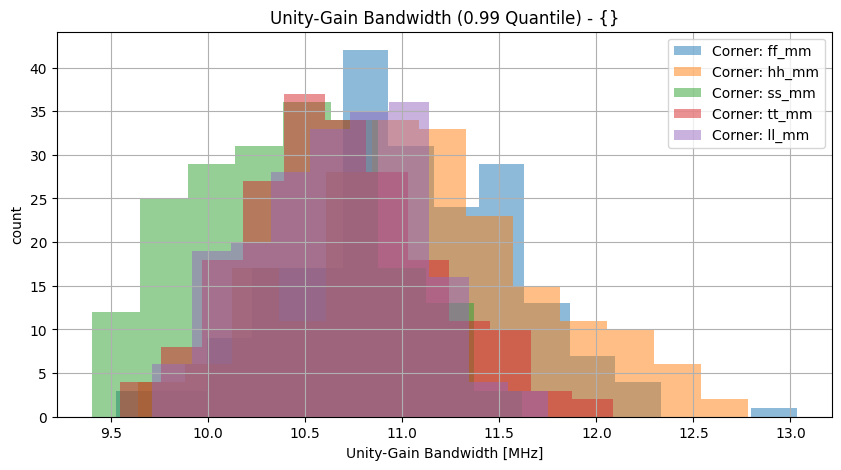 Unity-Gain Bandwidth (0.99 Quantile) - {}
Corner: ff_mm
Corner: hh_mm
Corner: ss_mm
Corner: tt_mm
Corner: ll_mm
count
40
35
30
25
20
15
10
5
0
9.5 10.0 10.5 11.0 11.5 12.0 12.5 13.0
Unity-Gain Bandwidth [MHz]